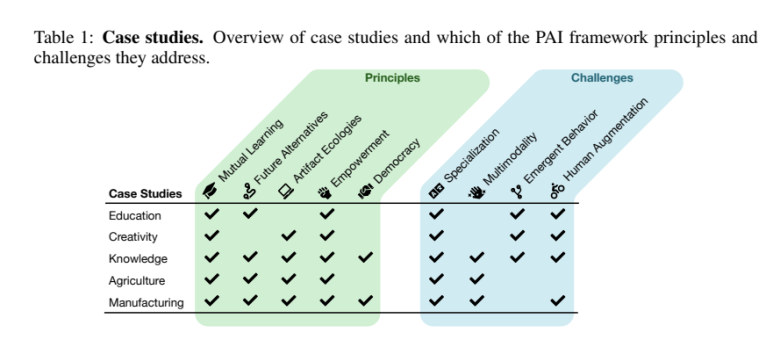 Table 1: Case studies. Overview of case studies and which of the PAI framework principles and
challenges they address.
Principles
Challenges
Mutual Learning
Future Alternatives
Artifact Ecologies
Empowerment
Democracy
Specialization
Multimodality
Emergent Behavior
Human Augmentation
Case Studies
Education
Creativity
Knowledge
Agriculture
Manufacturing